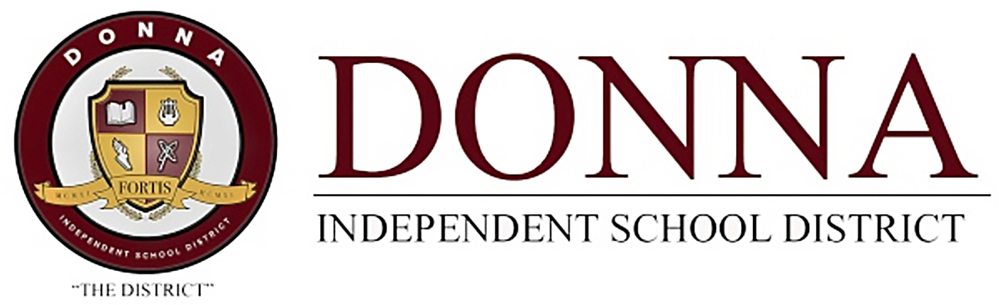 DONNA
FORTIS
INDEPENDENT SCHOOL DISTRICT
“THE DISTRICT”
DONNA
INDEPENDENT SCHOOL DISTRICT